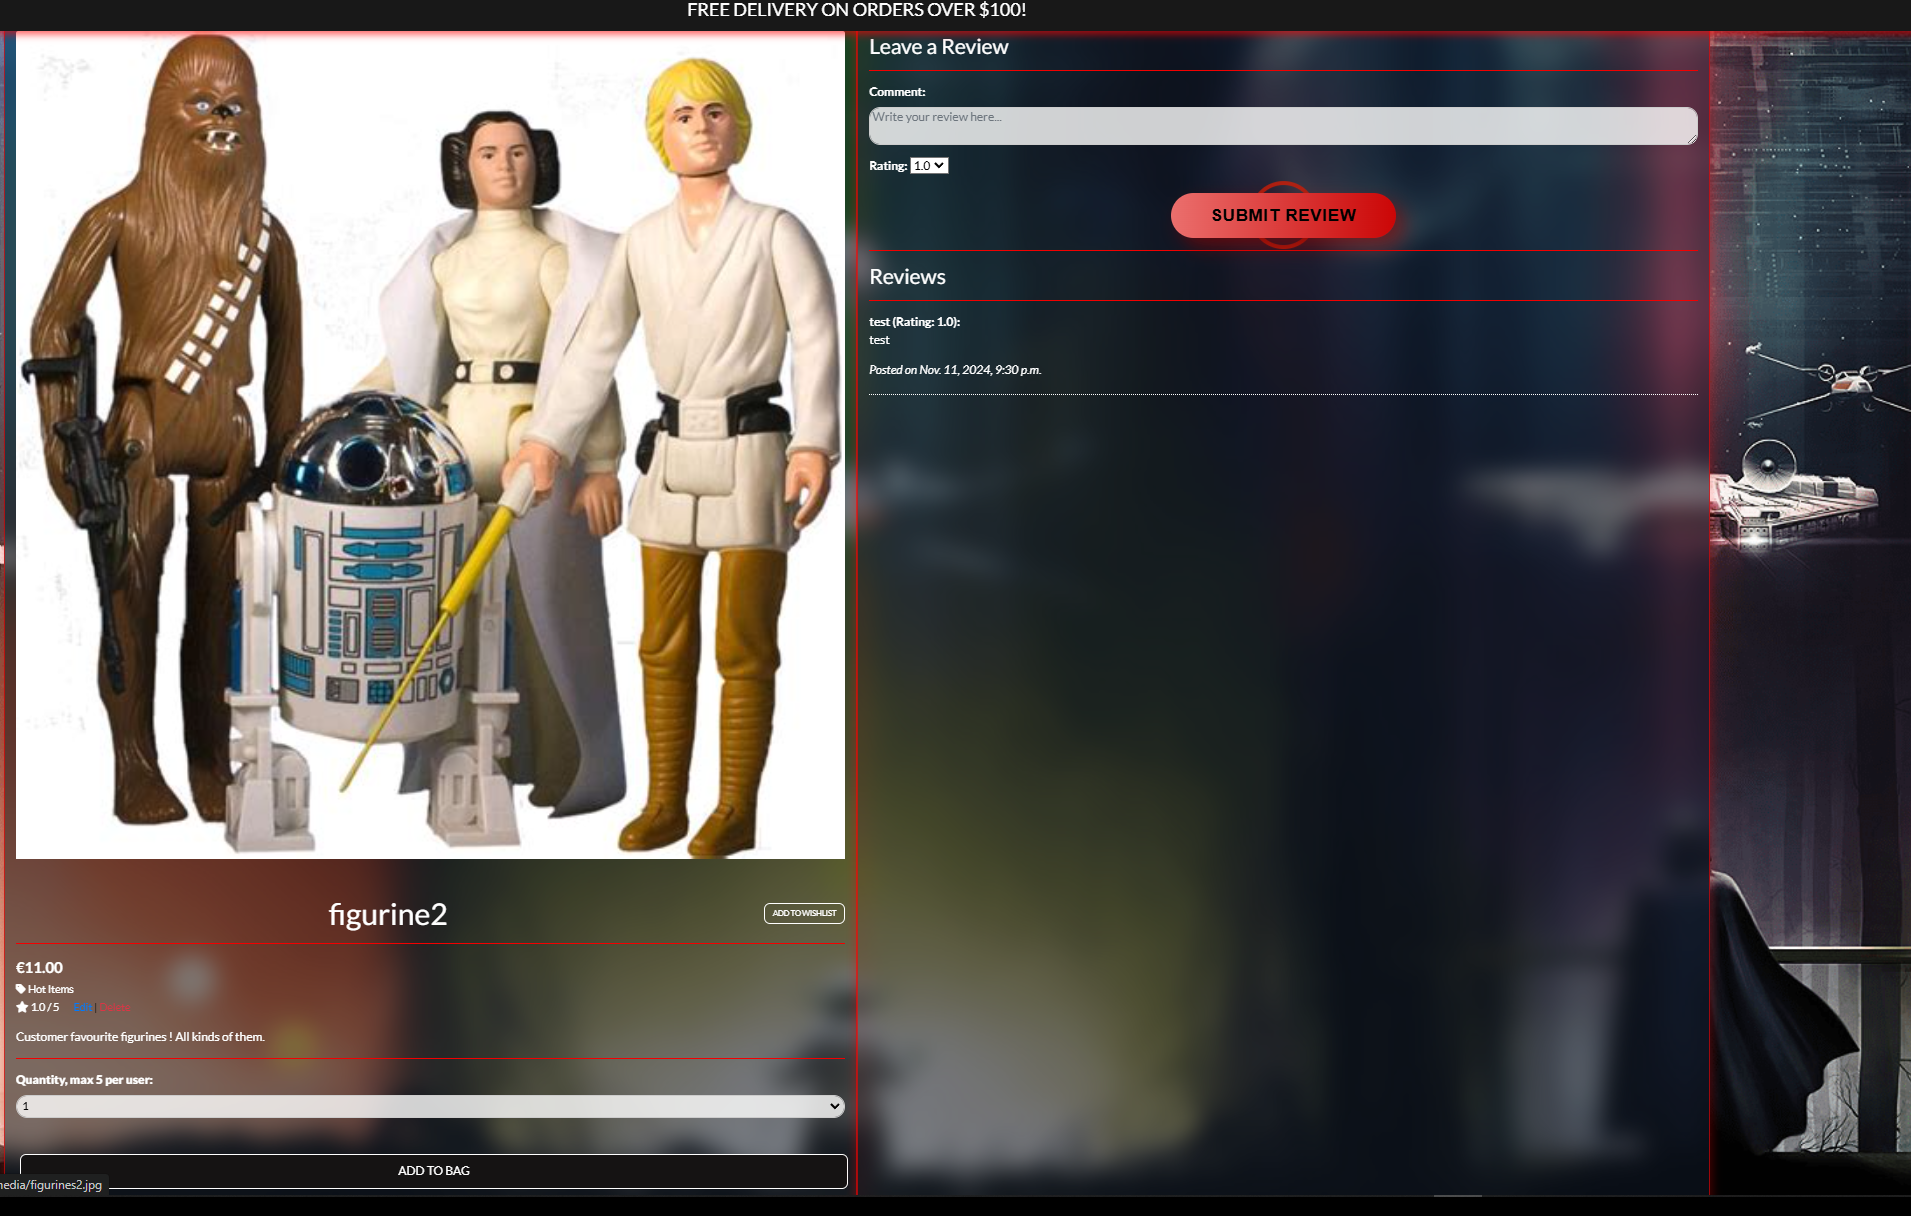 FREE DELIVERY ON ORDERS OVER $100!
figurine2
ADD TO WISHLIST
€11.00
Hot Items
1.0 / 5 |
Customer favourite figurines ! All kinds of them.
Quantity, max 5 per user:
1
ADD TO BAG
media/figurines2.jpg
Leave a Review
Comment:
Write your review here...
Rating: 1.0
SUBMIT REVIEW
Reviews
test (Rating: 1.0):
test
Posted on Nov. 11, 2024, 9:30 p.m.